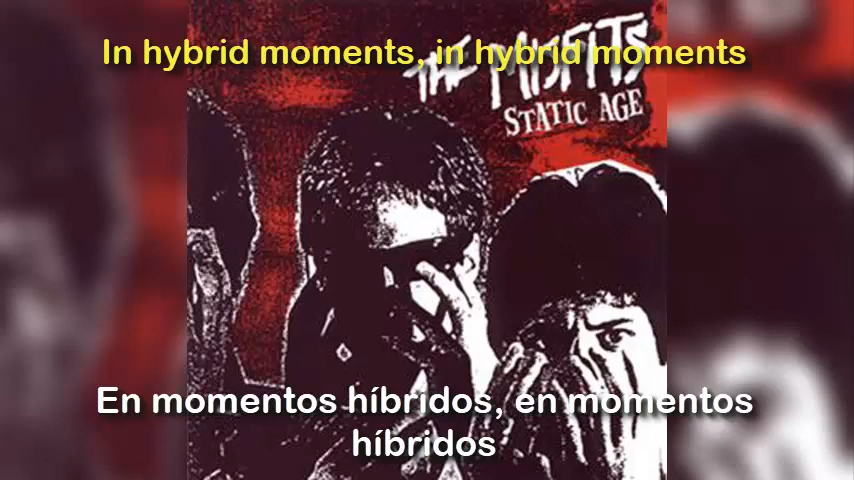 In hybrid moments, in hybrid moments
THE MISFITS
STATIC AGE
En momentos híbridos, en momentos
híbridos